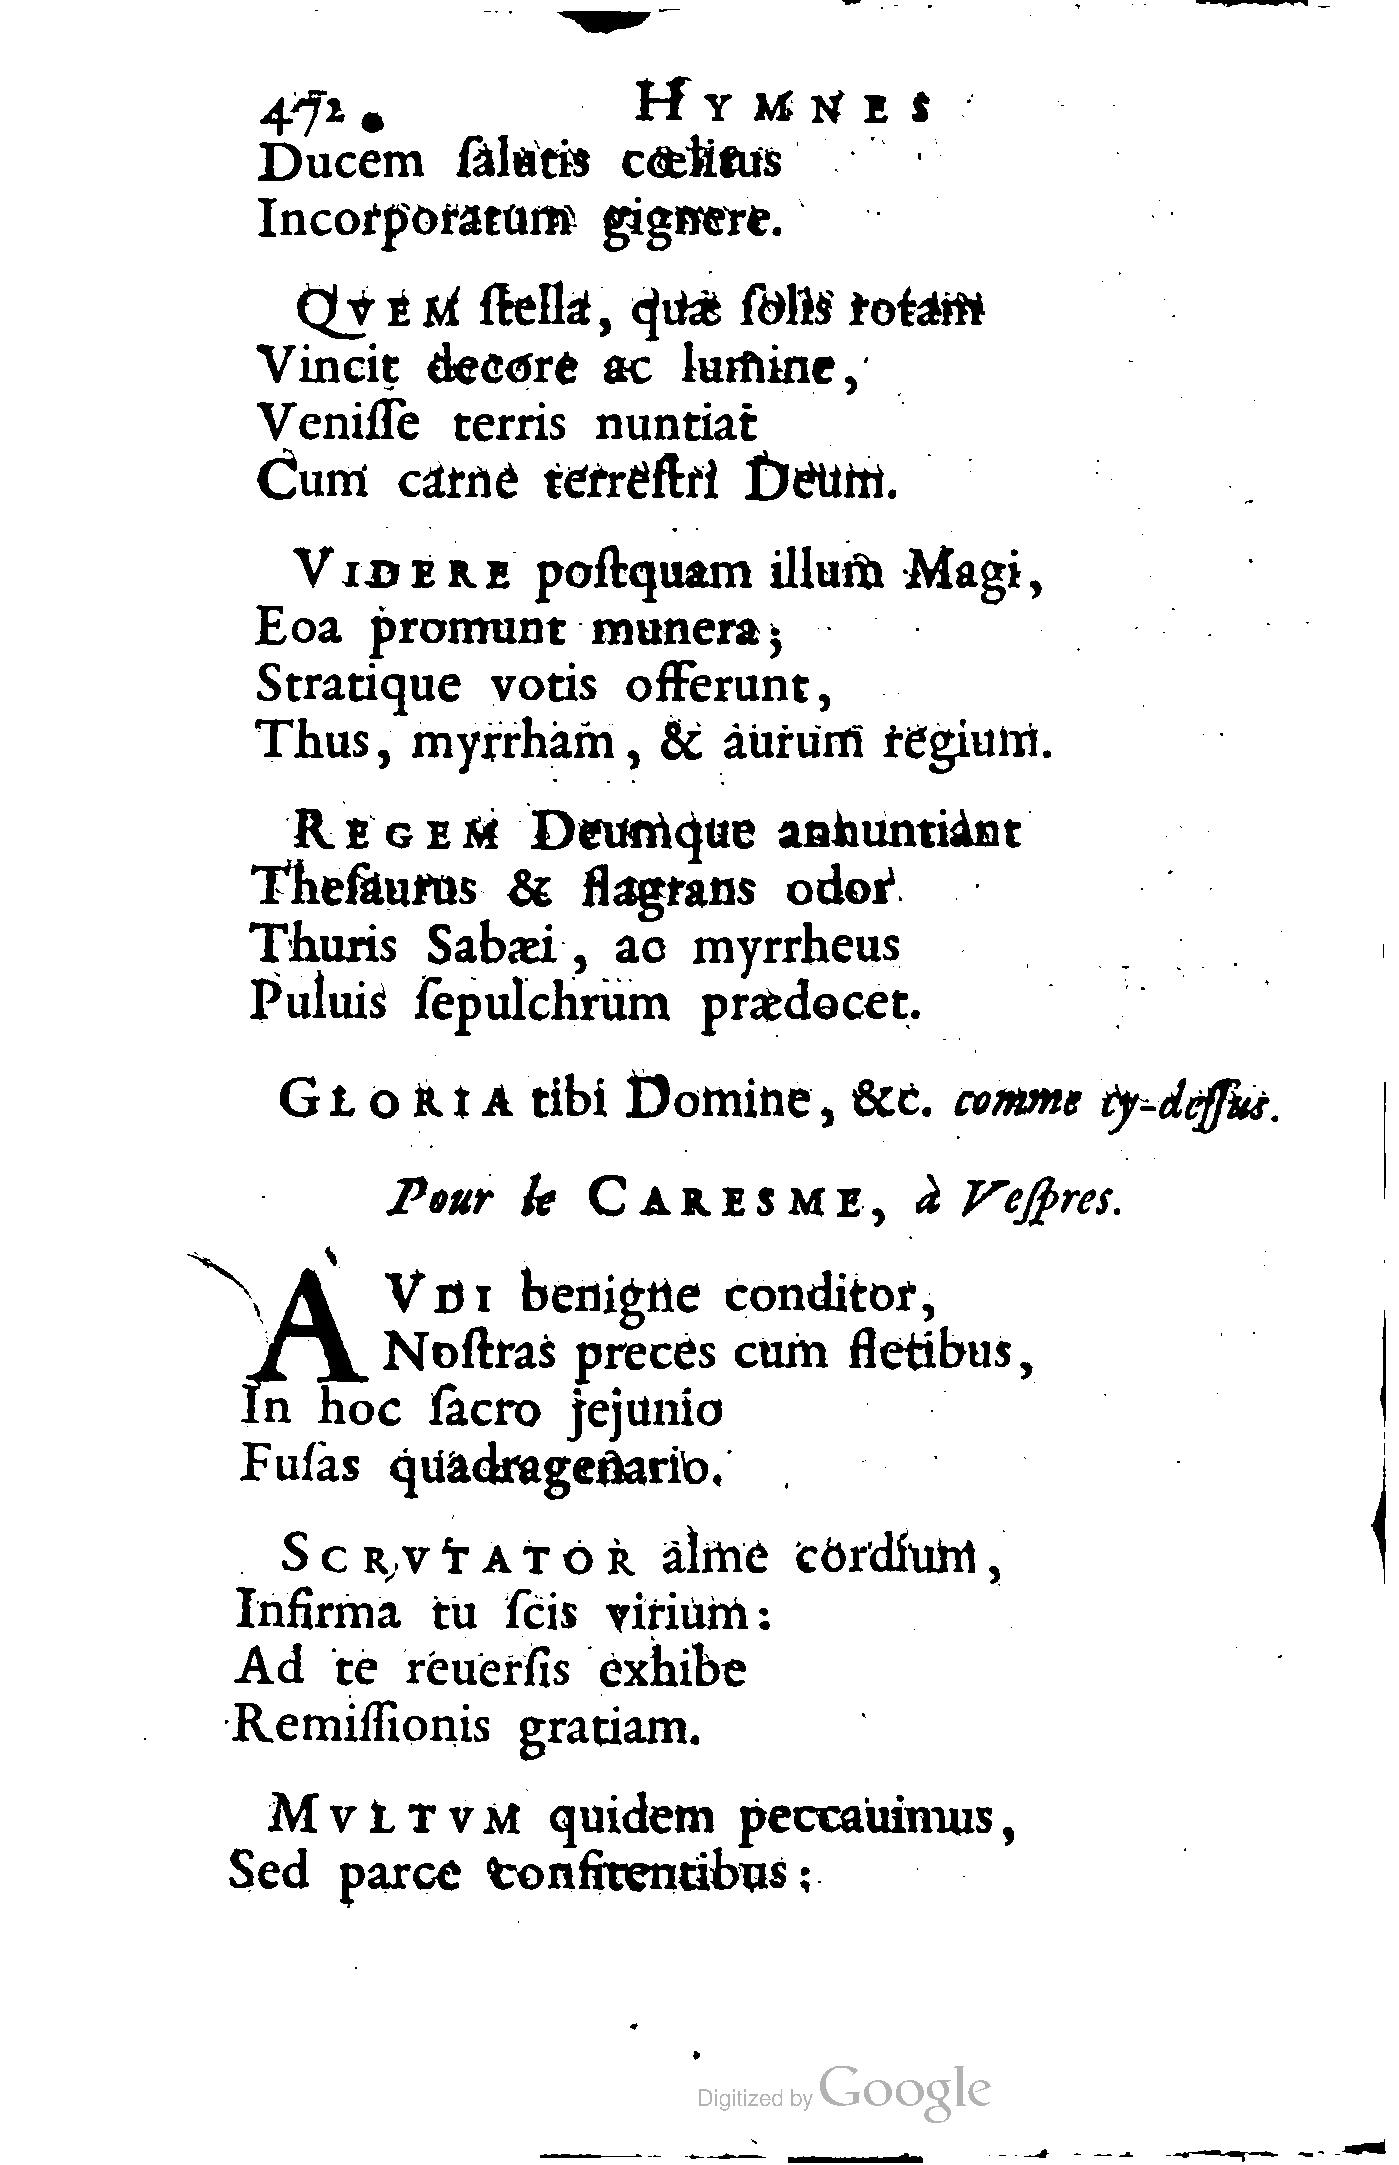 472. HYMNES
Ducem ſalutis cœlitus
Incorporatum gignere.
QVEM ſtella, quæ ſolis rotam
Vincit decore ac lumine,
Veniſſe terris nuntiat
Cum carne terreſtri Deum.
VIDERE poſtquam illum Magi,
Eoa promunt munera;
Stratique votis offerunt,
Thus, myrrham, & aurum regium.
REGEM Deumque annuntiant
Theſaurus & flagrans odor
Thuris Sabæi, ac myrrheus
Puluis ſepulchrum prædocet.
GLORIA tibi Domine, &c. comme cy-deſſus.
Pour le CARESME, à Veſpres.
AVDI benigne conditor,
Noſtras preces cum fletibus,
In hoc ſacro jejunio
Fuſas quadragenario.
SCRVTATOR alme cordium,
Infirma tu ſcis virium:
Ad te reuerſis exhibe
Remiſſionis gratiam.
MVLTVM quidem peccauimus,
Sed parce confitentibus;
Digitized by Google